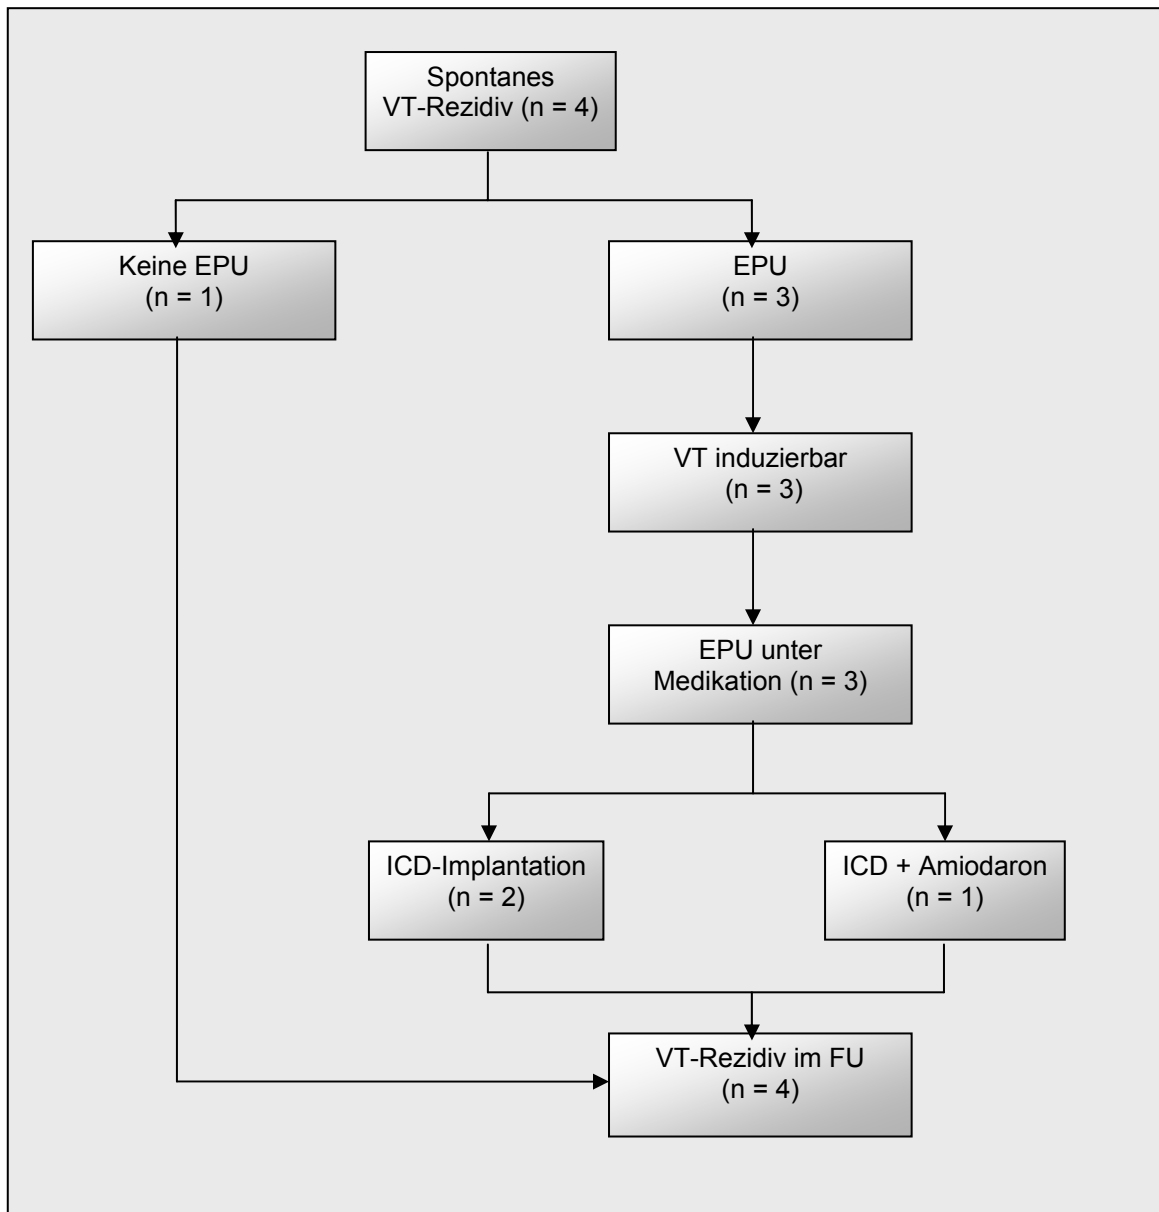 Spontanes
VT-Rezidiv (n = 4)
Keine EPU
(n = 1)
EPU
(n = 3)
VT induzierbar
(n = 3)
EPU unter
Medikation (n = 3)
ICD-Implantation
(n = 2)
ICD + Amiodaron
(n = 1)
VT-Rezidiv im FU
(n = 4)